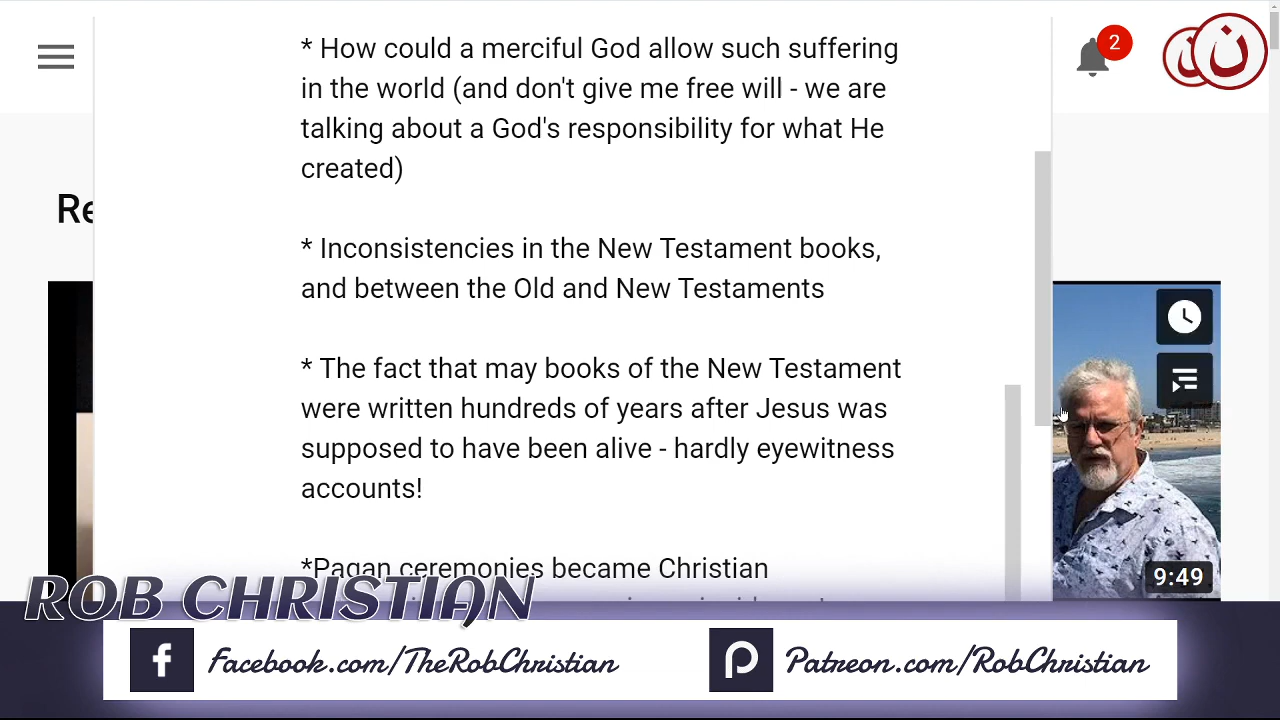 * How could a merciful God allow such suffering
in the world (and don't give me free will - we are
talking about a God's responsibility for what He
created)
* Inconsistencies in the New Testament books,
and between the Old and New Testaments
* The fact that may books of the New Testament
were written hundreds of years after Jesus was
supposed to have been alive - hardly eyewitness
accounts!
*Pagan ceremonies became Christian
2
ن
ن
Re
9:49
ROB CHRISTIAN
Facebook.com/TheRobChristian
Patreon.com/RobChristian